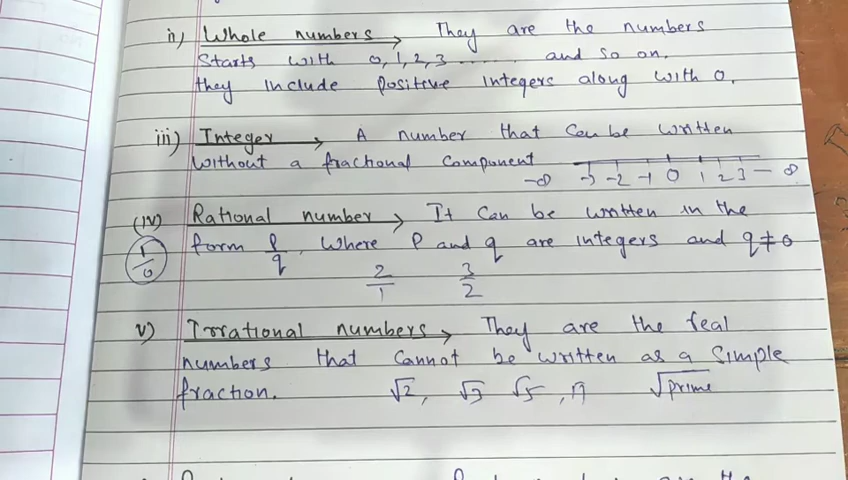 ii) Whole numbers → They are the numbers
Starts with 0, 1, 2, 3 ....... and so on.
they include positive integers along with 0.
iii) Integer → A number that can be written
without a fractional component
-∞ -3 -2 -1 0 1 2 3 — ∞
(iv) Rational number → It can be written in the
form P/q, where P and q are integers and q ≠ 0
1/0
2/1 3/2
v) Irrational numbers → They are the real
numbers that cannot be written as a simple
fraction. √2, √3 √5, π √prime